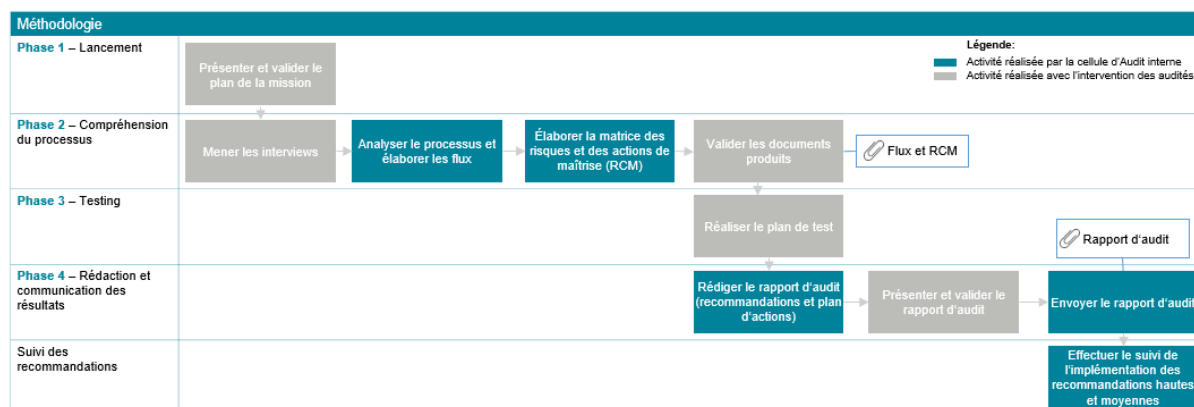 Méthodologie
Phase 1 – Lancement
Présenter et valider le
plan de la mission
Légende:
Activité réalisée par la cellule d'Audit interne
Activité réalisée avec l'intervention des audités
Phase 2 – Compréhension
du processus
Mener les interviews
Analyser le processus et
élaborer les flux
Élaborer la matrice des
risques et des actions de
maîtrise (RCM)
Valider les documents
produits
Flux et RCM
Phase 3 – Testing
Réaliser le plan de test
Rapport d'audit
Phase 4 – Rédaction et
communication des
résultats
Rédiger le rapport d'audit
(recommandations et plan
d'actions)
Présenter et valider le
rapport d'audit
Envoyer le rapport d'audit
Suivi des
recommandations
Effectuer le suivi de
l'implémentation des
recommandations hautes
et moyennes